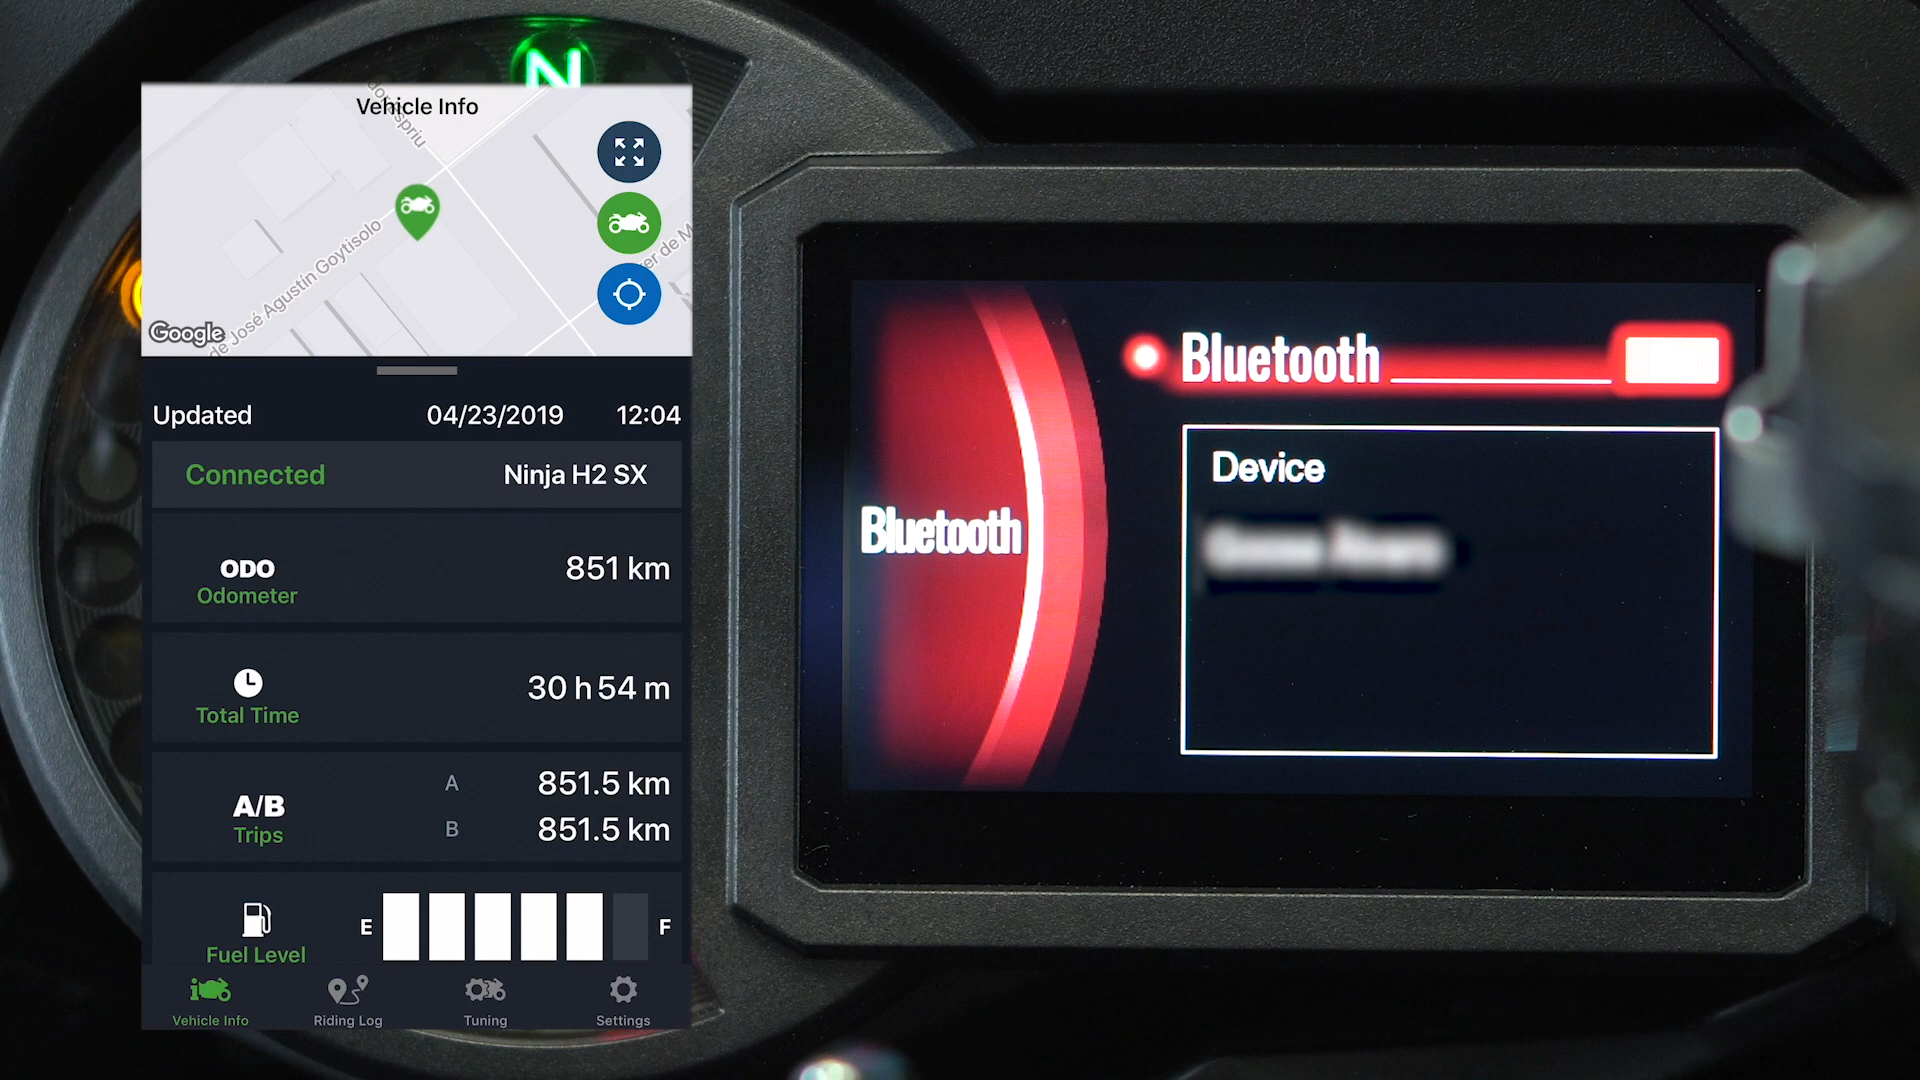 N
Vehicle Info
de José Agustín Goytisolo
Google
Updated 04/23/2019 12:04
Connected Ninja H2 SX
ODO 851 km
Odometer
30 h 54 m
Total Time
A 851.5 km
A/B
B 851.5 km
Trips
E F
Fuel Level
Vehicle Info Riding Log Tuning Settings
Bluetooth
Bluetooth
Device